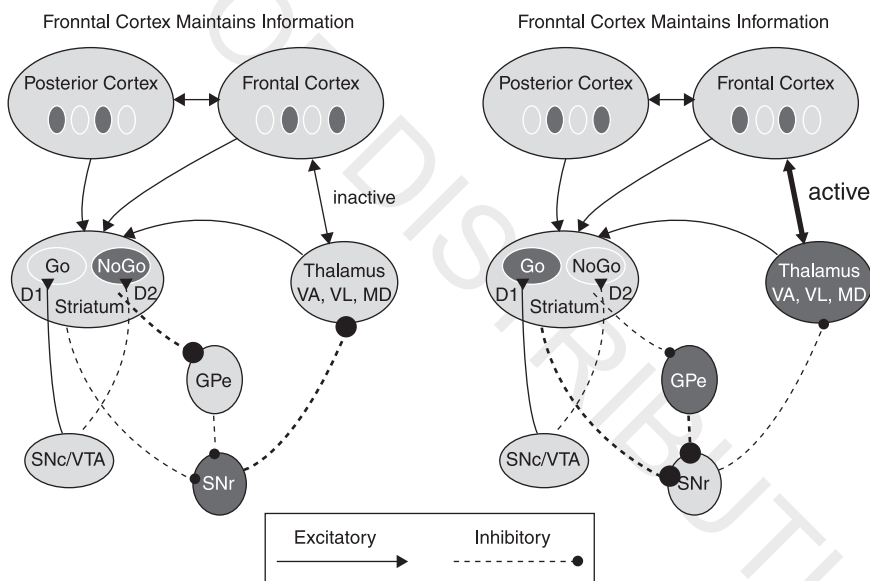 Fronntal Cortex Maintains Information
Posterior Cortex
Frontal Cortex
inactive
Go
NoGo
D1
D2
Striatum
Thalamus
VA, VL, MD
GPe
SNc/VTA
SNr
Fronntal Cortex Maintains Information
Posterior Cortex
Frontal Cortex
active
Go
NoGo
D1
D2
Striatum
Thalamus
VA, VL, MD
GPe
SNc/VTA
SNr
Excitatory
Inhibitory